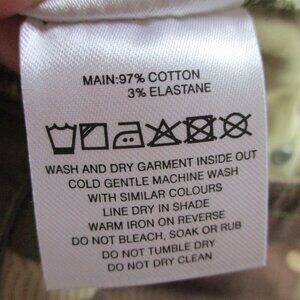 MAIN: 97% COTTON
3% ELASTANE
WASH AND DRY GARMENT INSIDE OUT
COLD GENTLE MACHINE WASH
WITH SIMILAR COLOURS
LINE DRY IN SHADE
WARM IRON ON REVERSE
DO NOT BLEACH, SOAK OR RUB
DO NOT TUMBLE DRY
DO NOT DRY CLEAN